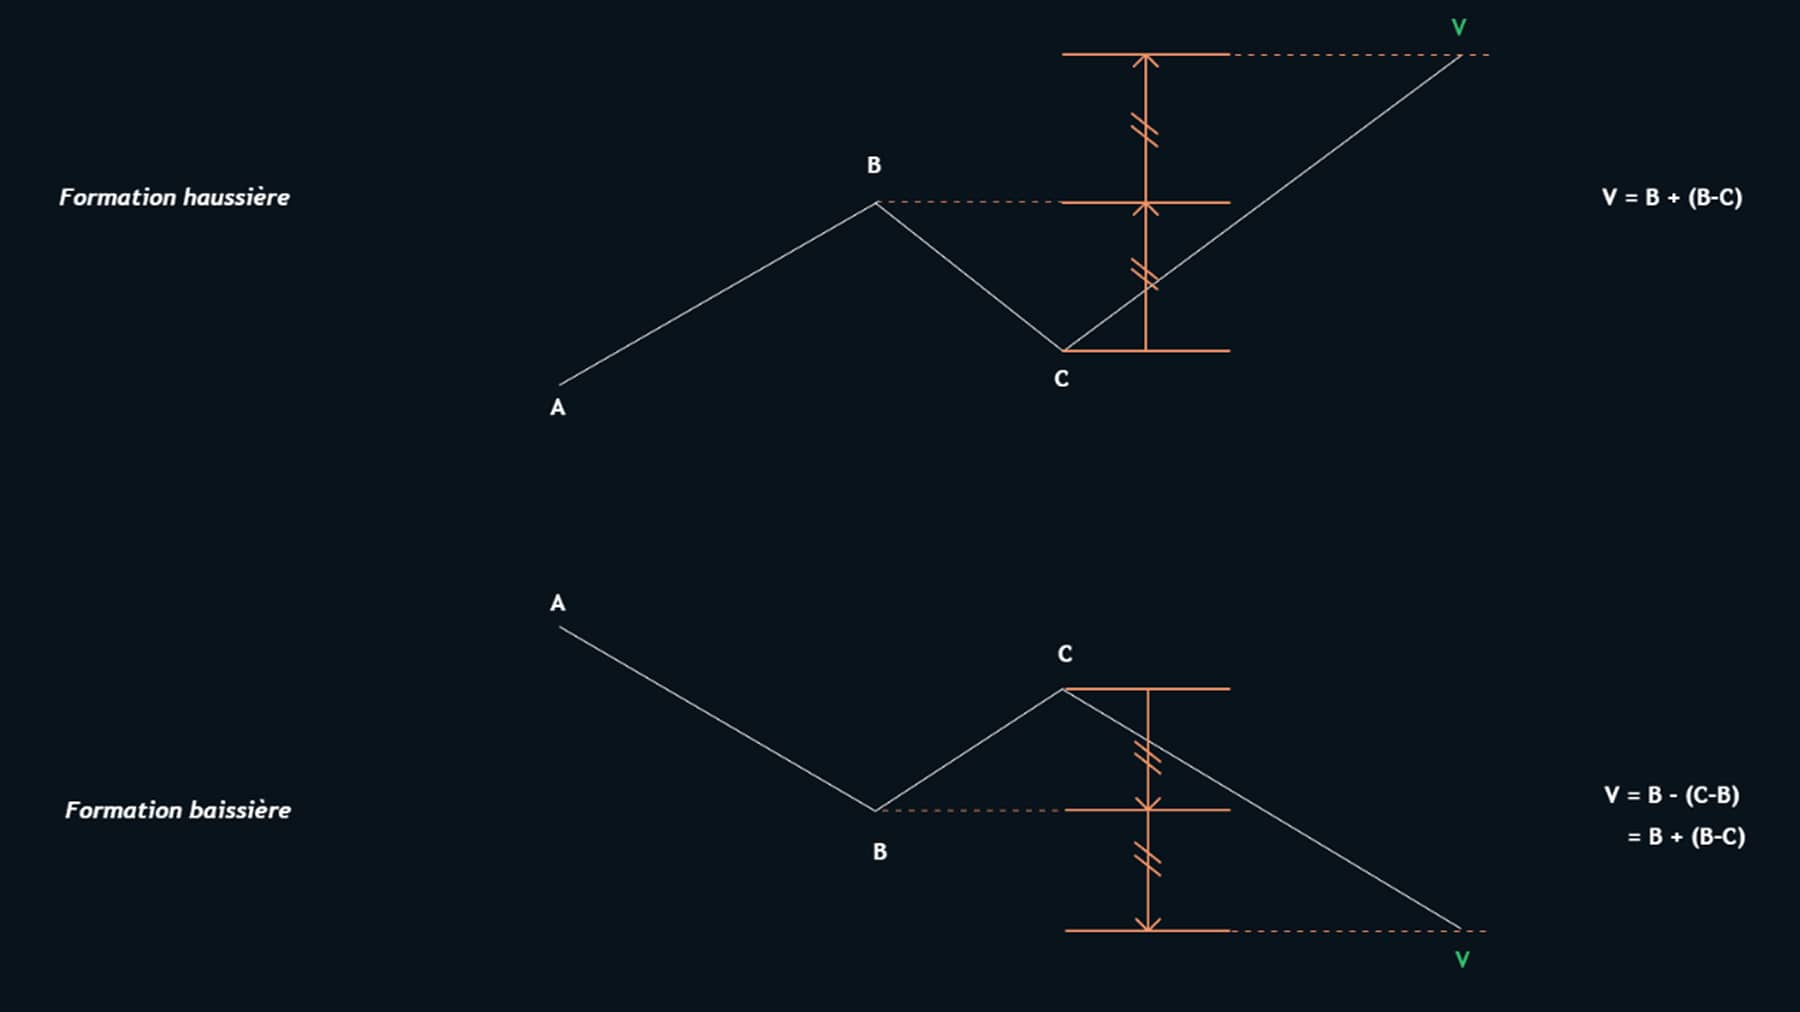 V
B
Formation haussière
V = B + (B-C)
C
A
A
C
Formation baissière
V = B - (C-B)
= B + (B-C)
B
V